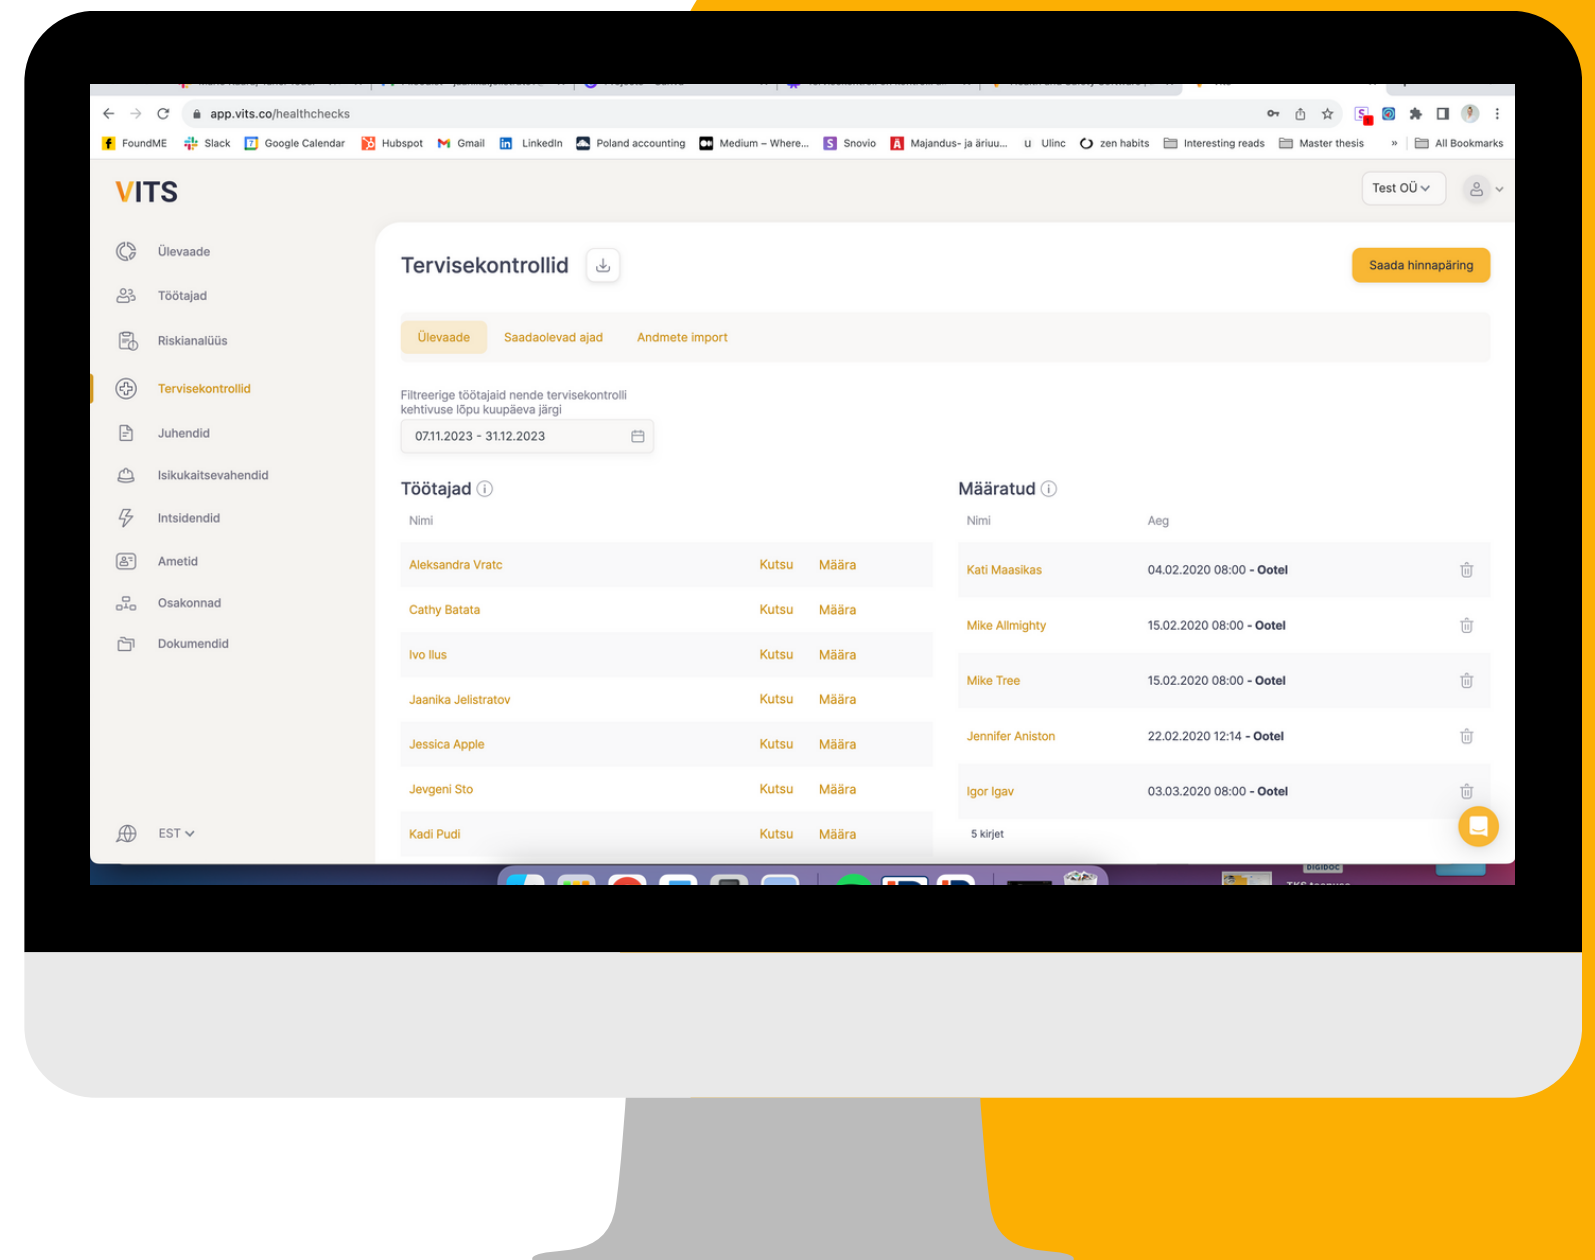 app.vits.co/healthchecks
FoundME Slack Google Calendar Hubspot Gmail LinkedIn Poland accounting Medium – Where... Snovio Majandus- ja äriuu... Ulinc zen habits Interesting reads Master thesis » All Bookmarks
VITS
Test OÜ
Ülevaade
Töötajad
Riskianalüüs
Tervisekontrollid
Juhendid
Isikukaitsevahendid
Intsidendid
Ametid
Osakonnad
Dokumendid
EST
Tervisekontrollid
Saada hinnapäring
Ülevaade Saadaolevad ajad Andmete import
Filtreerige töötajaid nende tervisekontrolli
kehtivuse lõpu kuupäeva järgi
07.11.2023 - 31.12.2023
Töötajad
Nimi
Aleksandra Vratc Kutsu Määra
Cathy Batata Kutsu Määra
Ivo Ilus Kutsu Määra
Jaanika Jelistratov Kutsu Määra
Jessica Apple Kutsu Määra
Jevgeni Sto Kutsu Määra
Kadi Pudi Kutsu Määra
Määratud
Nimi Aeg
Kati Maasikas 04.02.2020 08:00 - Ootel
Mike Allmighty 15.02.2020 08:00 - Ootel
Mike Tree 15.02.2020 08:00 - Ootel
Jennifer Aniston 22.02.2020 12:14 - Ootel
Igor Igav 03.03.2020 08:00 - Ootel
5 kirjet
DIGIDOC